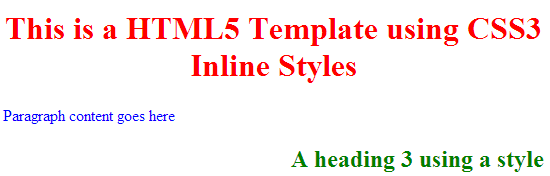 This is a HTML5 Template using CSS3
Inline Styles
Paragraph content goes here
A heading 3 using a style